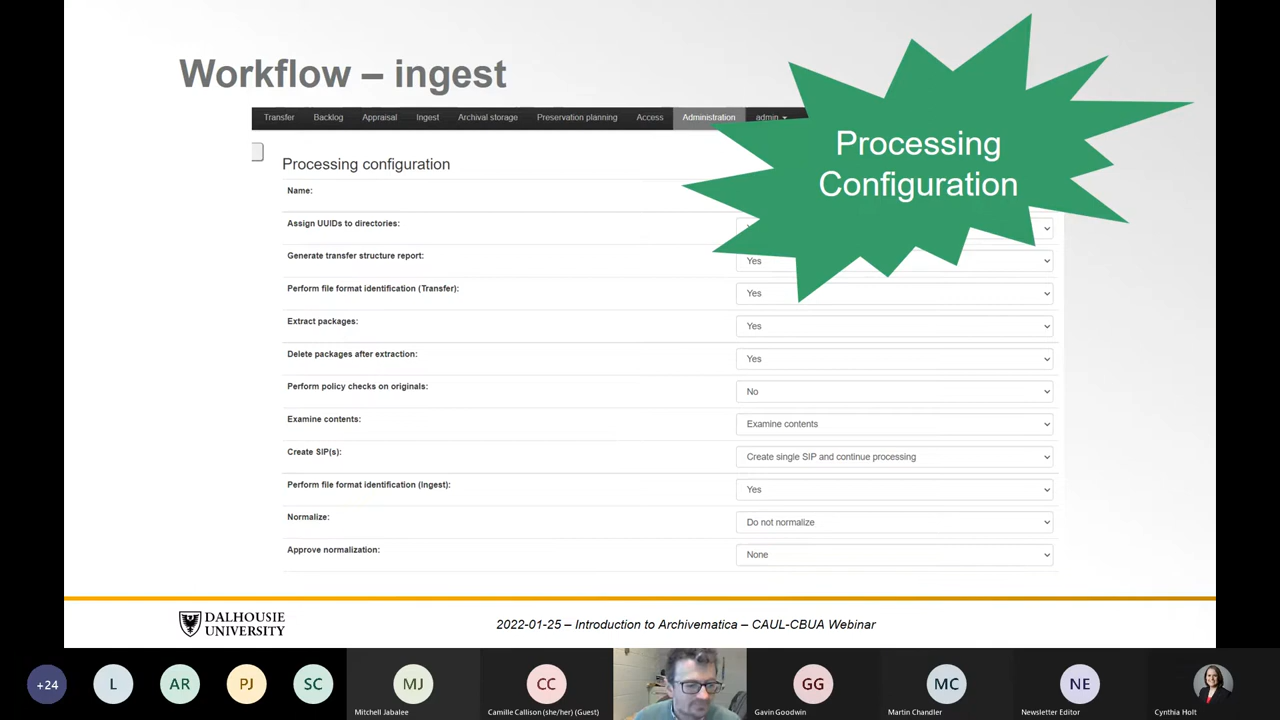 Workflow – ingest
Transfer Backlog Appraisal Ingest Archival storage Preservation planning Access Administration admin
Processing Configuration
Processing configuration
Name:
Assign UUIDs to directories:
Generate transfer structure report: Yes
Perform file format identification (Transfer): Yes
Extract packages: Yes
Delete packages after extraction: Yes
Perform policy checks on originals: No
Examine contents: Examine contents
Create SIP(s): Create single SIP and continue processing
Perform file format identification (Ingest): Yes
Normalize: Do not normalize
Approve normalization: None
DALHOUSIE
UNIVERSITY
2022-01-25 – Introduction to Archivematica – CAUL-CBUA Webinar
+24 L AR PJ SC MJ CC GG MC NE
Mitchell Jabalee Camille Callison (she/her) (Guest) Gavin Goodwin Martin Chandler Newsletter Editor Cynthia Holt